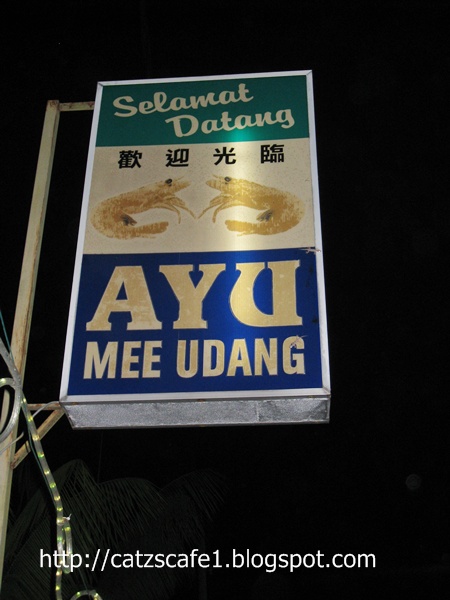 Selamat
Datang
歡迎光臨
AYU
MEE UDANG
http://catzscafe1.blogspot.com